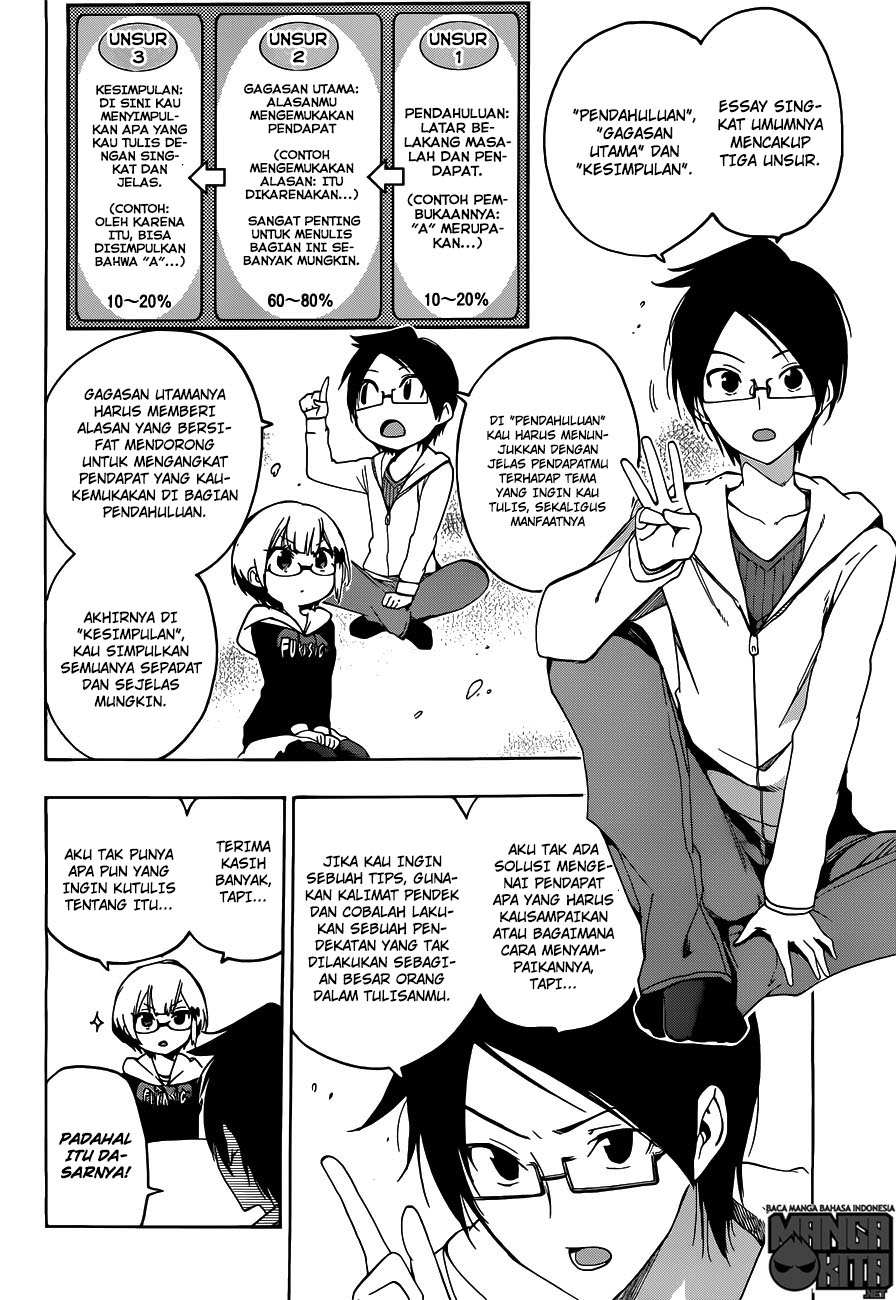 ESSAY SING-
KAT UMUMNYA
MENCAKUP
TIGA UNSUR.
"PENDAHULUAN",
"GAGASAN
UTAMA" DAN
"KESIMPULAN".
UNSUR
1
PENDAHULUAN:
LATAR BE-
LAKANG MASA-
LAH DAN PEN-
DAPAT.
(CONTOH PEM-
BUKAANNYA:
"A" MERUPA-
KAN...)
10~20%
UNSUR
2
GAGASAN UTAMA:
ALASANMU
MENGEMUKAKAN
PENDAPAT
(CONTOH
MENGEMUKAKAN
ALASAN: ITU
DIKARENAKAN...)
SANGAT PENTING
UNTUK MENULIS
BAGIAN INI SE-
BANYAK MUNGKIN.
60~80%
UNSUR
3
KESIMPULAN:
DI SINI KAU
MENYIMPUL-
KAN APA YANG
KAU TULIS DE-
NGAN SING-
KAT DAN
JELAS.
(CONTOH:
OLEH KARENA
ITU, BISA
DISIMPULKAN
BAHWA "A"...)
10~20%
DI "PENDAHULUAN"
KAU HARUS MENUN-
JUKKAN DENGAN
JELAS PENDAPATMU
TERHADAP TEMA
YANG INGIN KAU
TULIS, SEKALIGUS
MANFAATNYA
GAGASAN UTAMANYA
HARUS MEMBERI
ALASAN YANG BERSI-
FAT MENDORONG
UNTUK MENGANGKAT
PENDAPAT YANG KAU-
KEMUKAKAN DI BAGIAN
PENDAHULUAN.
AKHIRNYA DI
"KESIMPULAN",
KAU SIMPULKAN
SEMUANYA SEPADAT
DAN SEJELAS
MUNGKIN.
AKU TAK ADA
SOLUSI MENGE-
NAI PENDAPAT
APA YANG HARUS
KAUSAMPAIKAN
ATAU BAGAIMANA
CARA MENYAM-
PAIKANNYA,
TAPI...
JIKA KAU INGIN
SEBUAH TIPS, GUNA-
KAN KALIMAT PENDEK
DAN COBALAH LAKU-
KAN SEBUAH PEN-
DEKATAN YANG TAK
DILAKUKAN SEBAGI-
AN BESAR ORANG
DALAM TULISANMU.
TERIMA
KASIH
BANYAK,
TAPI...
AKU TAK PUNYA
APA PUN YANG
INGIN KUTULIS
TENTANG ITU...
PADAHAL
ITU DA-
SARNYA!
BACA MANGA BAHASA INDONESIA
MANGA
KITA
.NET